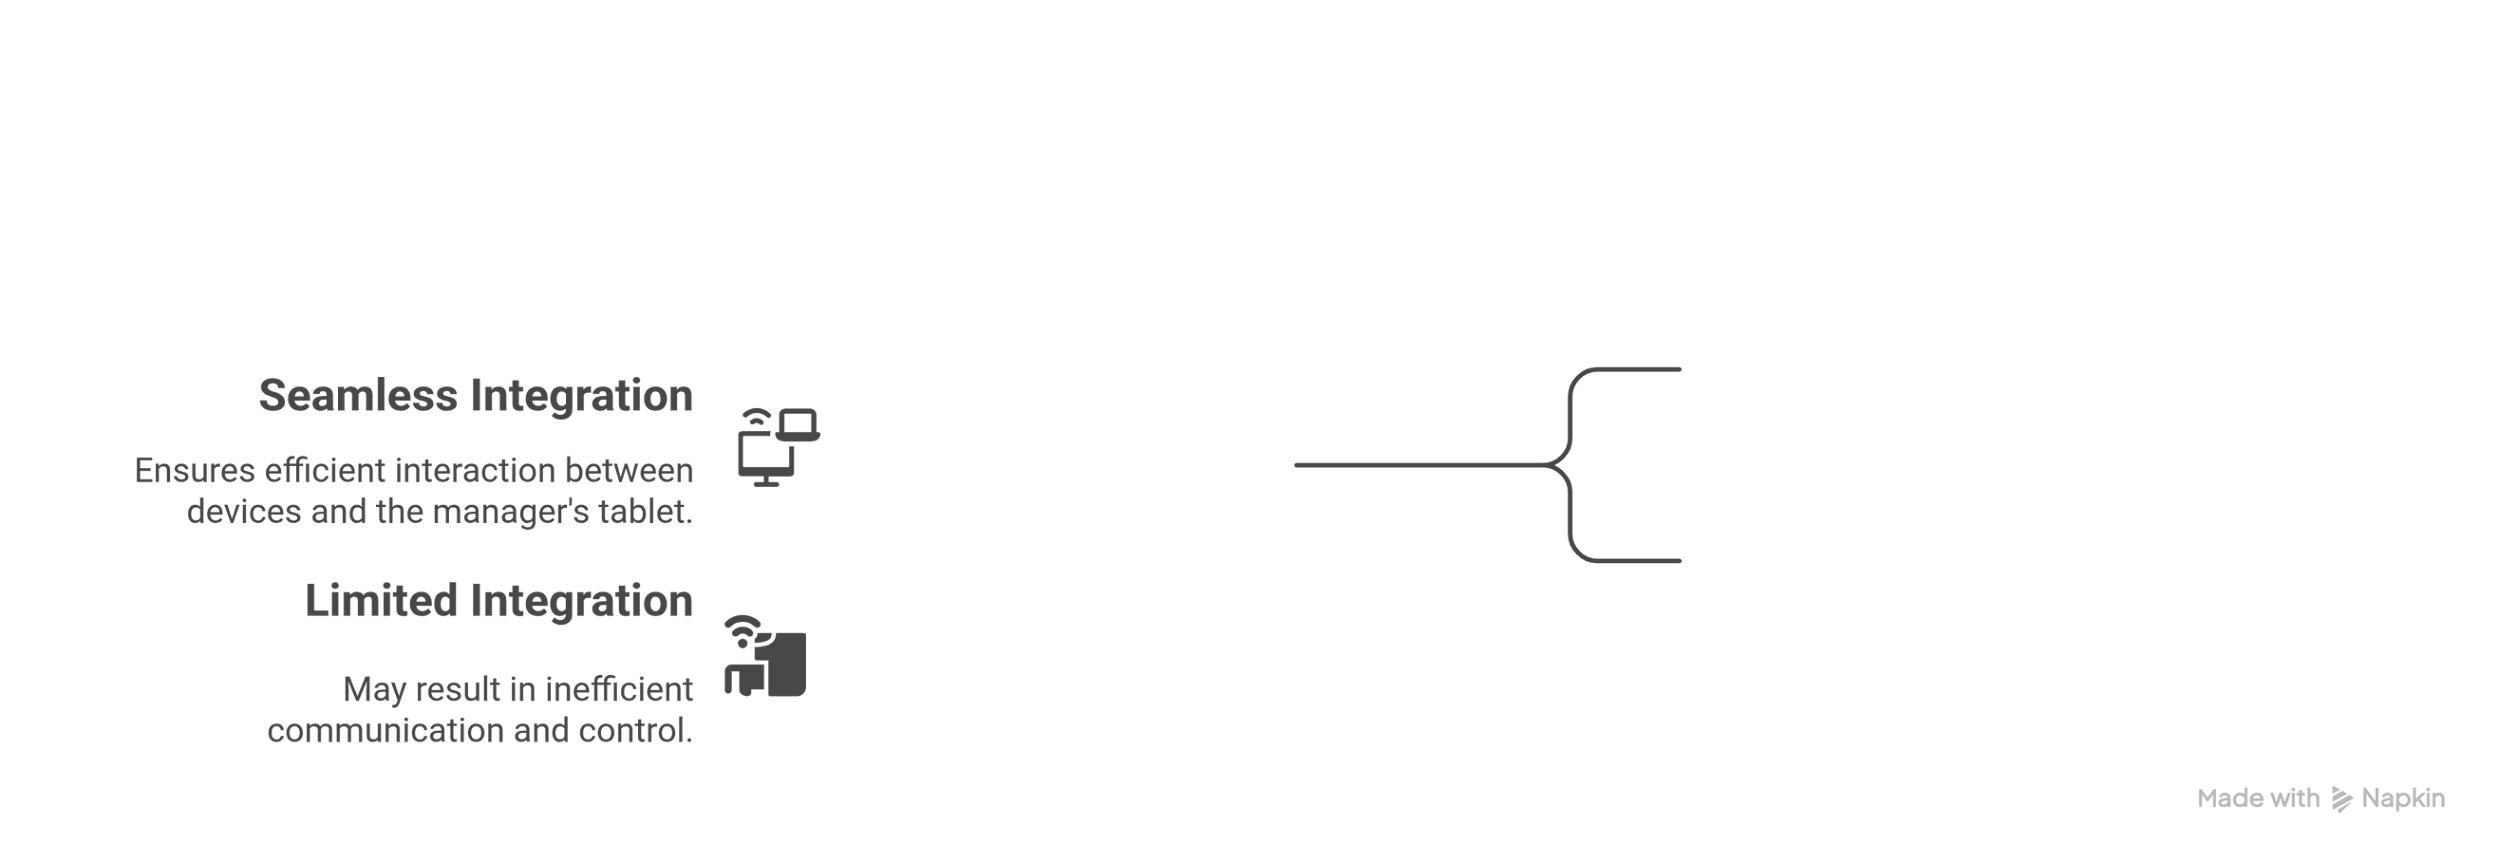 Seamless Integration
Ensures efficient interaction between
devices and the manager's tablet.
Limited Integration
May result in inefficient
communication and control.
Made with Napkin